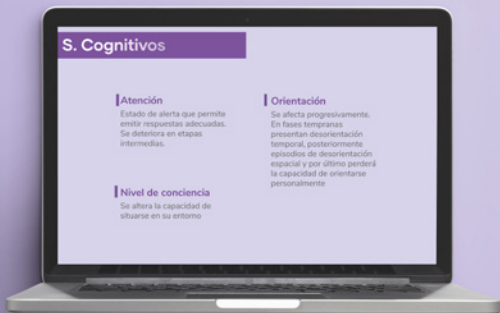 S. Cognitivos
Atención
Estado de alerta que permite
emitir respuestas adecuadas.
Se deteriora en etapas
intermedias.
Orientación
Se afecta progresivamente.
En fases tempranas
presentan desorientación
temporal, posteriormente
episodios de desorientación
espacial y por último perderá
la capacidad de orientarse
personalmente
Nivel de conciencia
Se altera la capacidad de
situarse en su entorno